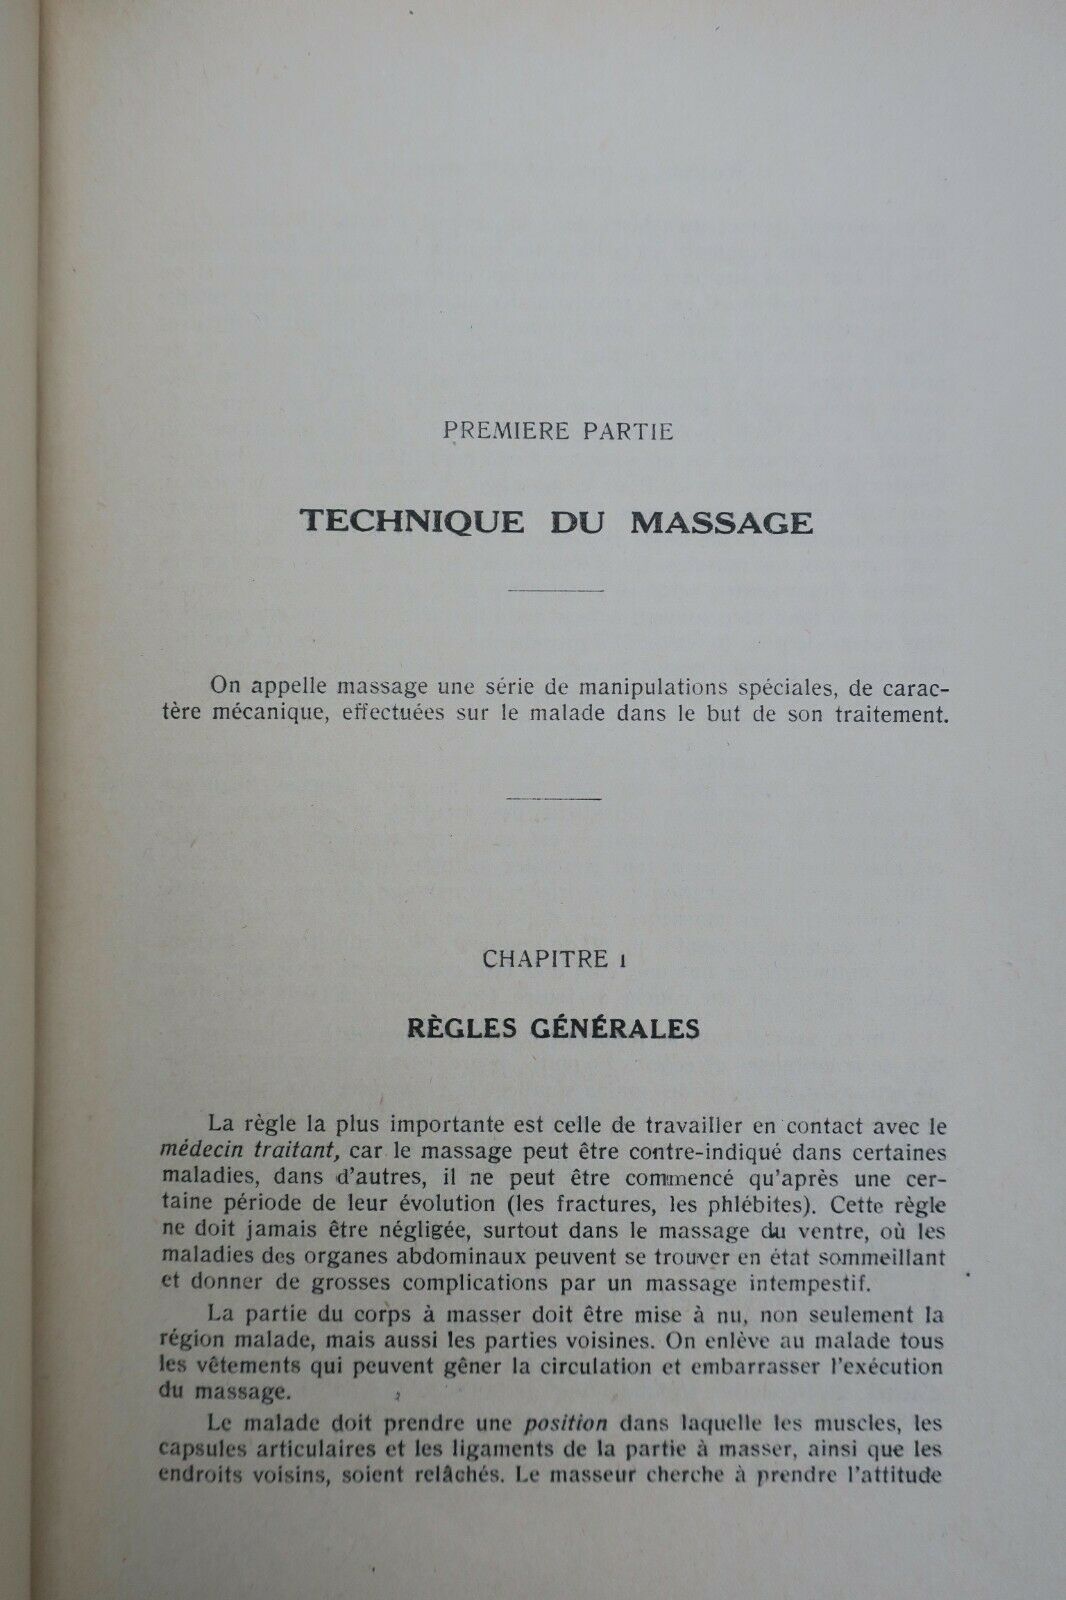 PREMIERE PARTIE
TECHNIQUE DU MASSAGE
On appelle massage une série de manipulations spéciales, de carac-
tère mécanique, effectuées sur le malade dans le but de son traitement.
CHAPITRE 1
RÈGLES GÉNÉRALES
La règle la plus importante est celle de travailler en contact avec le
médecin traitant, car le massage peut être contre-indiqué dans certaines
maladies, dans d'autres, il ne peut être commencé qu'après une cer-
taine période de leur évolution (les fractures, les phlébites). Cette règle
ne doit jamais être négligée, surtout dans le massage du ventre, où les
maladies des organes abdominaux peuvent se trouver en état sommeillant
et donner de grosses complications par un massage intempestif.
La partie du corps à masser doit être mise à nu, non seulement la
région malade, mais aussi les parties voisines. On enlève au malade tous
les vêtements qui peuvent gêner la circulation et embarrasser l'exécution
du massage.
Le malade doit prendre une position dans laquelle les muscles, les
capsules articulaires et les ligaments de la partie à masser, ainsi que les
endroits voisins, soient relâchés. Le masseur cherche à prendre l'attitude